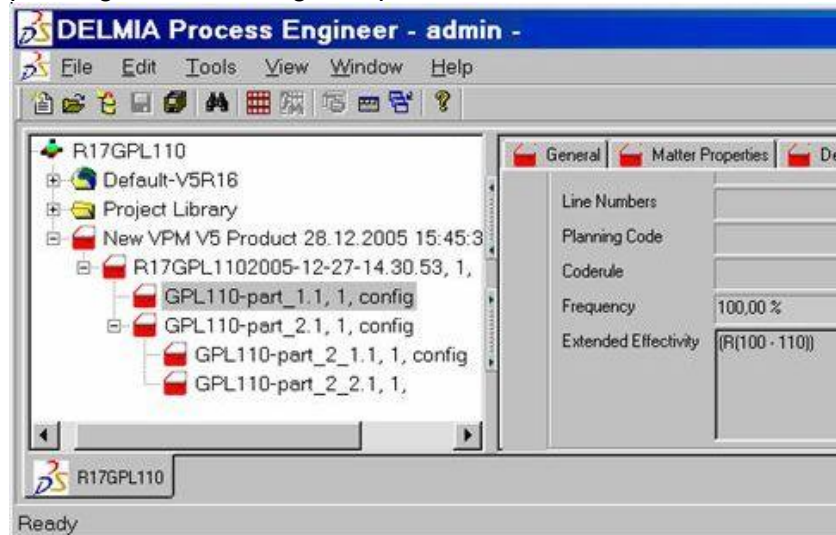 DELMIA Process Engineer - admin -
File Edit Tools View Window Help
R17GPL110
Default-V5R16
Project Library
New VPM V5 Product 28.12.2005 15:45:3
R17GPL1102005-12-27-14.30.53, 1,
GPL110-part_1.1, 1, config
GPL110-part_2.1, 1, config
GPL110-part_2_1.1, 1, config
GPL110-part_2_2.1, 1,
General Matter Properties De
Line Numbers
Planning Code
Coderule
Frequency 100,00 %
Extended Effectivity (R(100 - 110))
R17GPL110
Ready